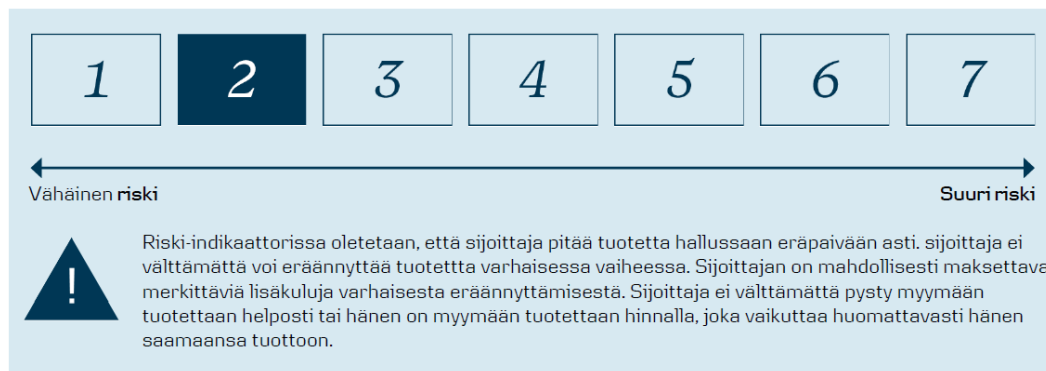 1 2 3 4 5 6 7
Vähäinen riski Suuri riski
!
Riski-indikaattorissa oletetaan, että sijoittaja pitää tuotetta hallussaan eräpaivään asti. sijoittaja ei
välttämättä voi eräännyttää tuotettta varhaisessa vaiheessa. Sijoittajan on mahdollisesti maksettava
merkittäviä lisäkuluja varhaisesta eräännyttämisestä. Sijoittaja ei välttämättä pysty myymään
tuotettaan helposti tai hänen on myymään tuotettaan hinnalla, joka vaikuttaa huomattavasti hänen
saamaansa tuottoon.